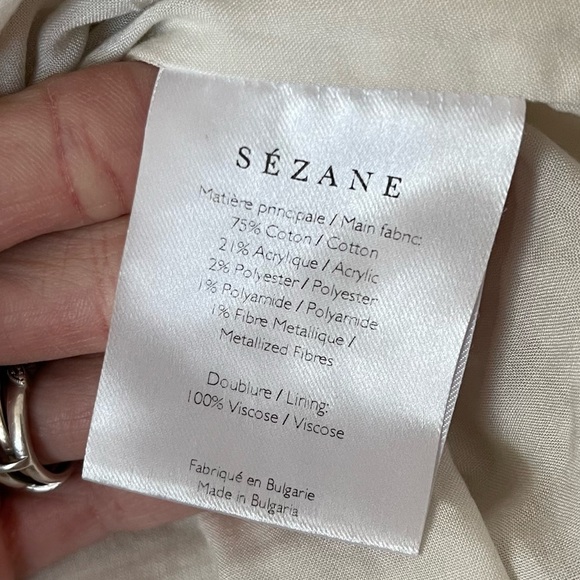 SÉZANE
Matière principale / Main fabric:
75% Coton / Cotton
21% Acrylique / Acrylic
2% Polyester / Polyester
1% Polyamide / Polyamide
1% Fibre Metallique /
Metallized Fibres
Doublure / Lining:
100% Viscose / Viscose
Fabriqué en Bulgarie
Made in Bulgaria